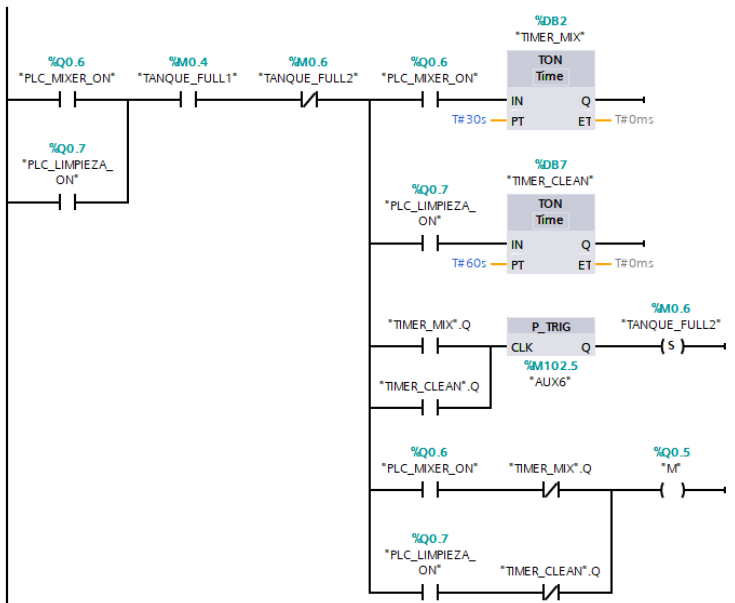 %DB2
"TIMER_MIX"
%Q0.6
"PLC_MIXER_ON"
%M0.4
"TANQUE_FULL1"
%M0.6
"TANQUE_FULL2"
%Q0.6
"PLC_MIXER_ON"
TON
Time
IN
Q
T#30s
PT
ET
T#0ms
%Q0.7
"PLC_LIMPIEZA_
ON"
%DB7
"TIMER_CLEAN"
%Q0.7
"PLC_LIMPIEZA_
ON"
TON
Time
IN
Q
T#60s
PT
ET
T#0ms
"TIMER_MIX".Q
P_TRIG
CLK
Q
%M0.6
"TANQUE_FULL2"
S
%M102.5
"AUX6"
"TIMER_CLEAN".Q
%Q0.6
"PLC_MIXER_ON"
"TIMER_MIX".Q
%Q0.5
"M"
%Q0.7
"PLC_LIMPIEZA_
ON"
"TIMER_CLEAN".Q